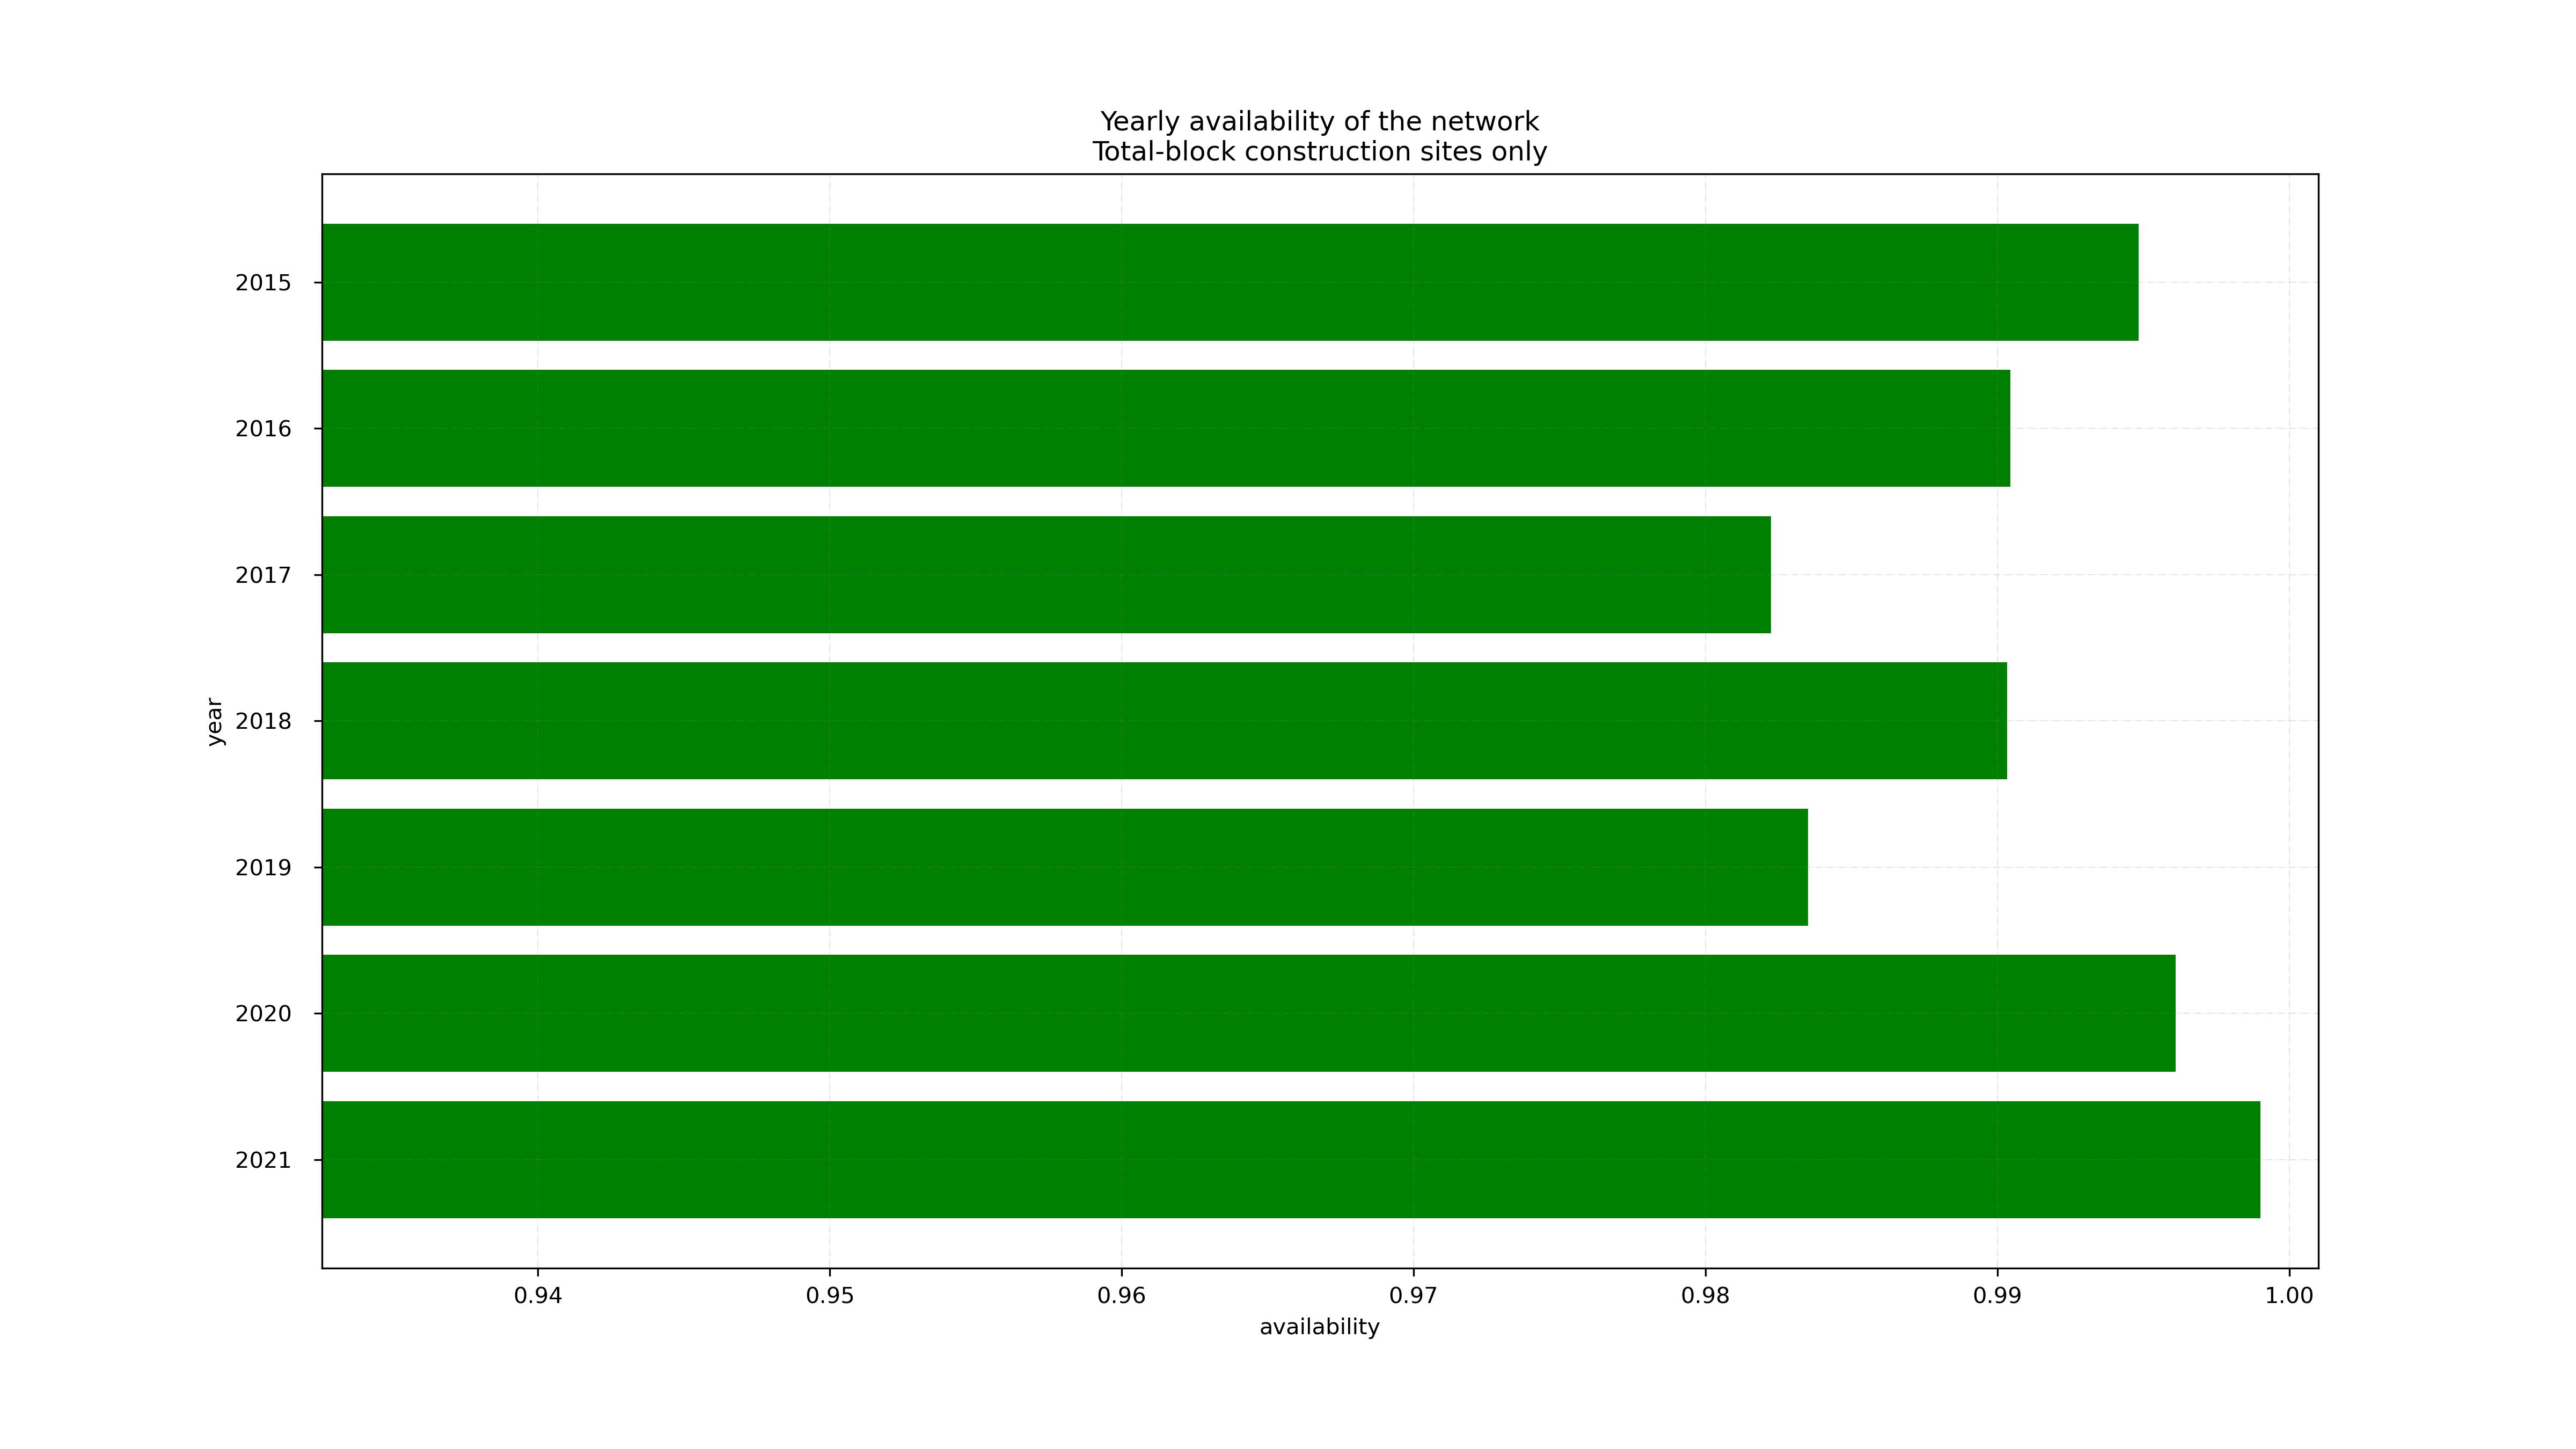 Yearly availability of the network
Total-block construction sites only
year
2015
2016
2017
2018
2019
2020
2021
0.94 0.95 0.96 0.97 0.98 0.99 1.00
availability